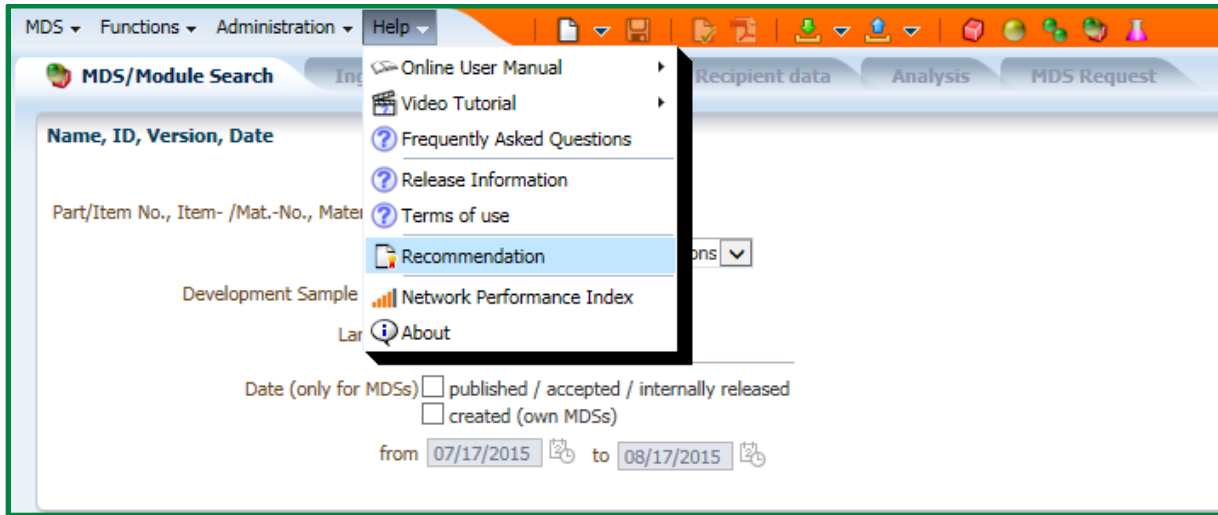 MDS Functions Administration Help
MDS/Module Search Ing Recipient data Analysis MDS Request
Online User Manual
Video Tutorial
Name, ID, Version, Date
Frequently Asked Questions
Release Information
Part/Item No., Item- /Mat.-No., Mater
Terms of use
Recommendation
ons
Development Sample
Network Performance Index
Lan
About
Date (only for MDSs) published / accepted / internally released
created (own MDSs)
from 07/17/2015 to 08/17/2015